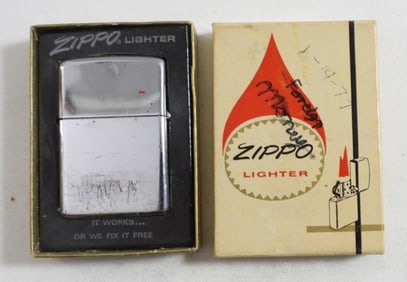 ZIPPO® LIGHTER
IT WORKS...
OR WE FIX IT FREE
ZIPPO®
LIGHTER